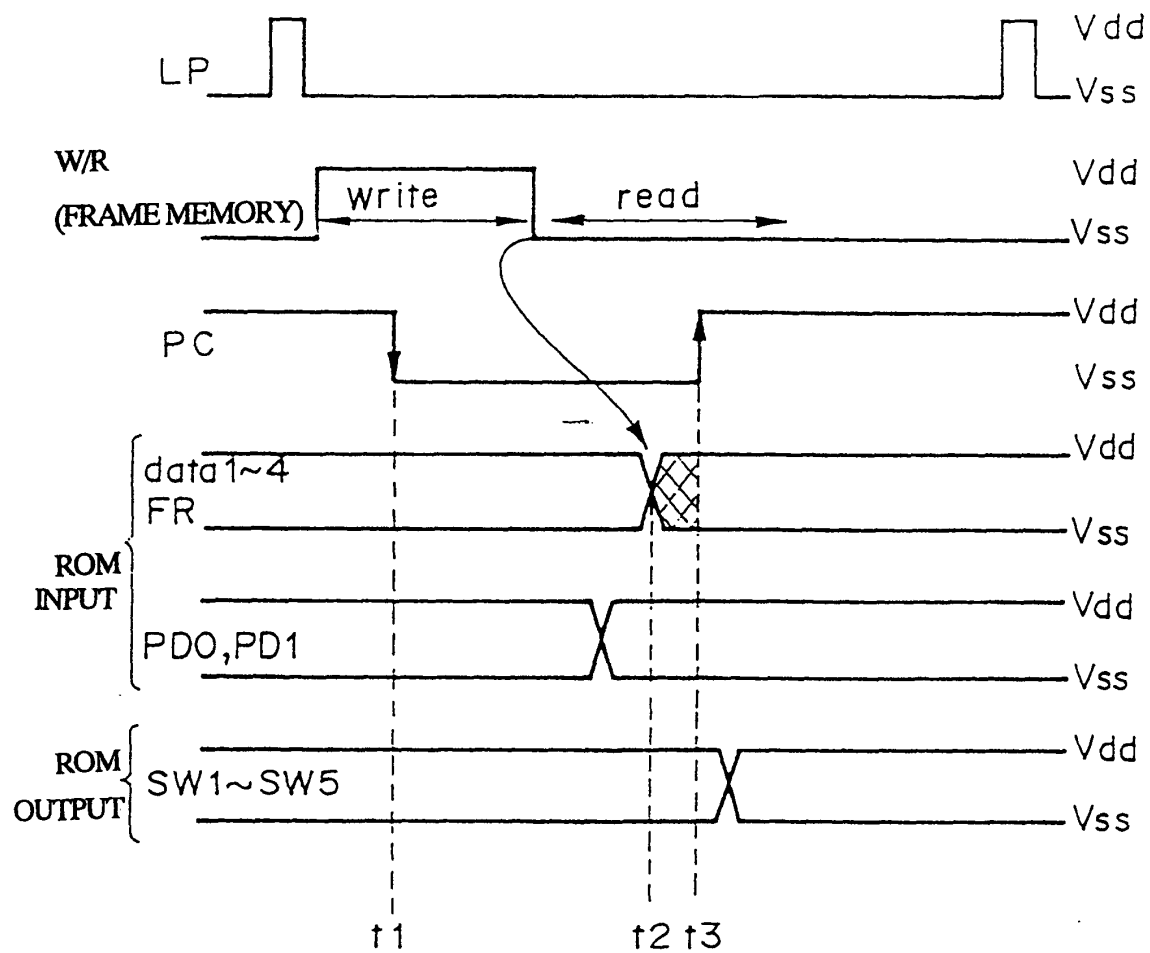 LP
Vdd
Vss
W/R
(FRAME MEMORY)
write
read
Vdd
Vss
PC
Vdd
Vss
ROM
INPUT
data1~4
FR
Vdd
Vss
PD0,PD1
Vdd
Vss
ROM
OUTPUT
SW1~SW5
Vdd
Vss
t1
t2
t3